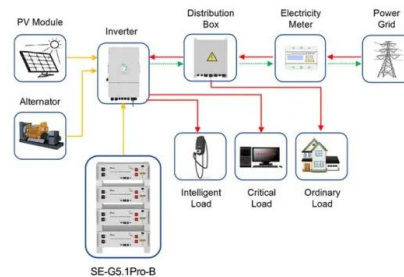 PV Module
Inverter
Distribution
Box
Electricity
Meter
Power
Grid
Alternator
Intelligent
Load
Critical
Load
Ordinary
Load
SE-G5.1Pro-B